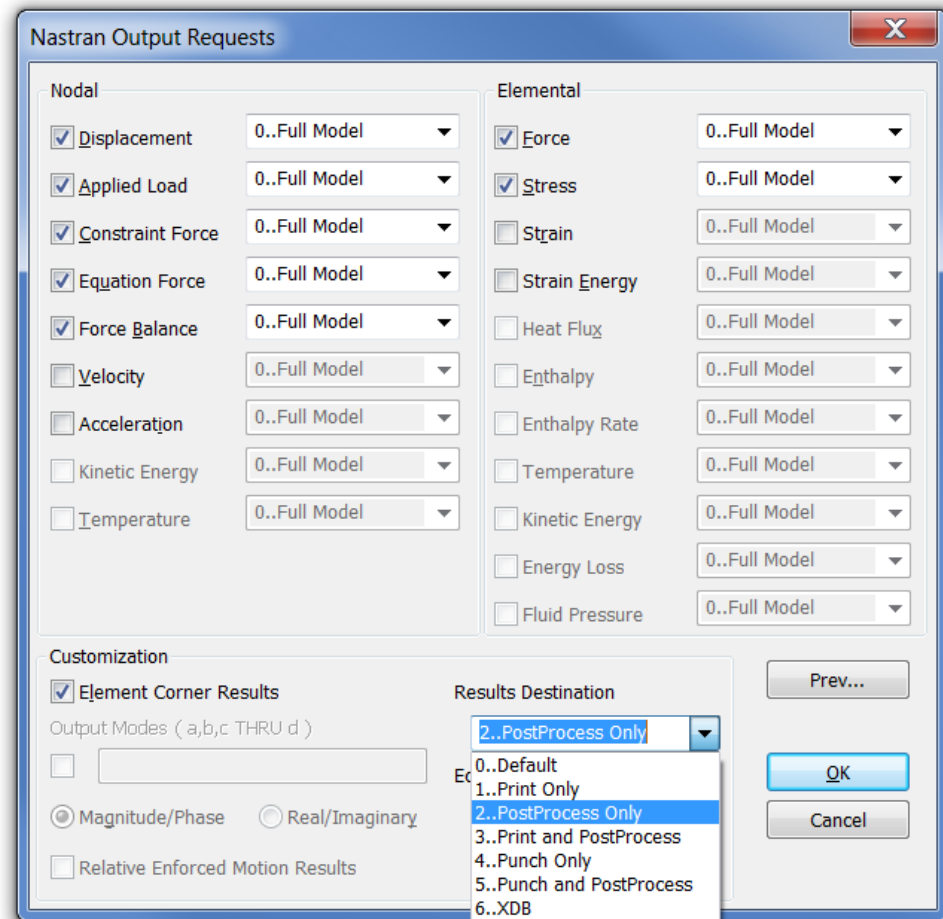 Nastran Output Requests
Nodal
Displacement 0..Full Model
Applied Load 0..Full Model
Constraint Force 0..Full Model
Equation Force 0..Full Model
Force Balance 0..Full Model
Velocity 0..Full Model
Acceleration 0..Full Model
Kinetic Energy 0..Full Model
Temperature 0..Full Model
Elemental
Force 0..Full Model
Stress 0..Full Model
Strain 0..Full Model
Strain Energy 0..Full Model
Heat Flux 0..Full Model
Enthalpy 0..Full Model
Enthalpy Rate 0..Full Model
Temperature 0..Full Model
Kinetic Energy 0..Full Model
Energy Loss 0..Full Model
Fluid Pressure 0..Full Model
Customization
Element Corner Results
Output Modes ( a,b,c THRU d )
Magnitude/Phase Real/Imaginary
Relative Enforced Motion Results
Results Destination
2..PostProcess Only
0..Default
1..Print Only
2..PostProcess Only
3..Print and PostProcess
4..Punch Only
5..Punch and PostProcess
6..XDB
Prev...
OK
Cancel